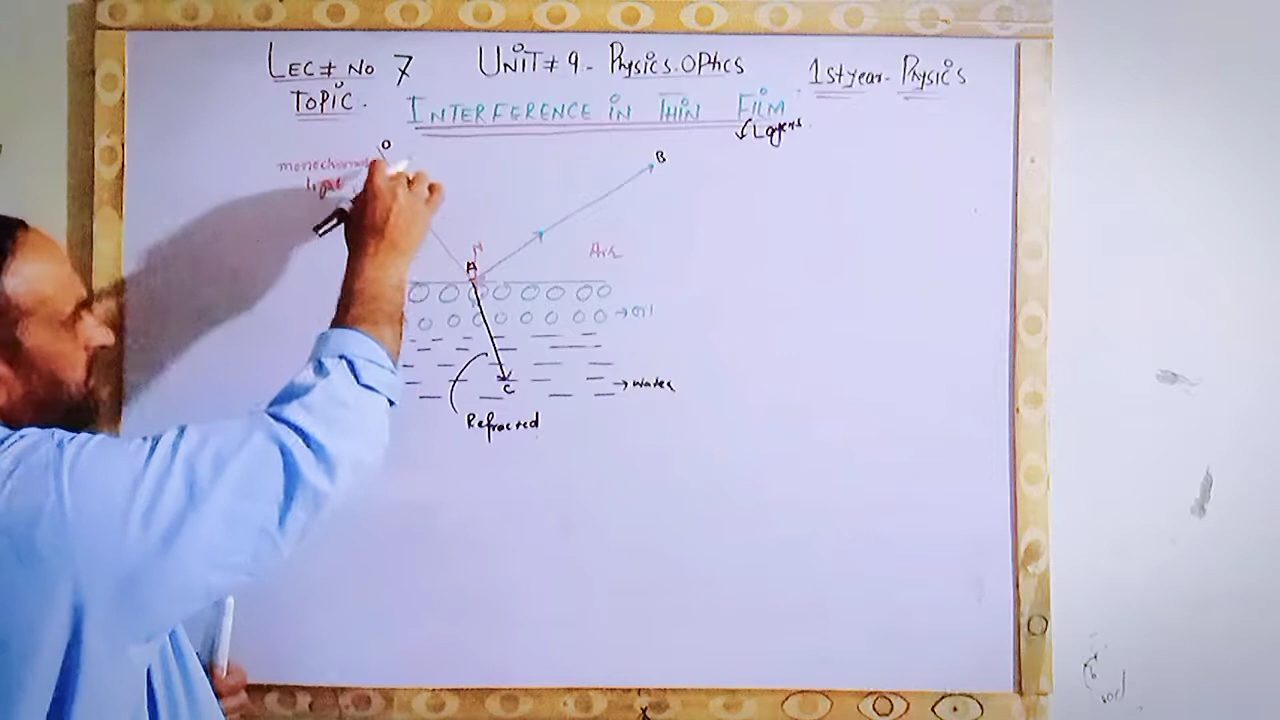 LEC # NO 7 UNIT # 9 - Physics.Optics 1st year - Physics
TOPIC. INTERFERENCE IN THIN FILM
Layers
O
B
light
N
A
Air
→ Oil
C
→ Water
Refracted